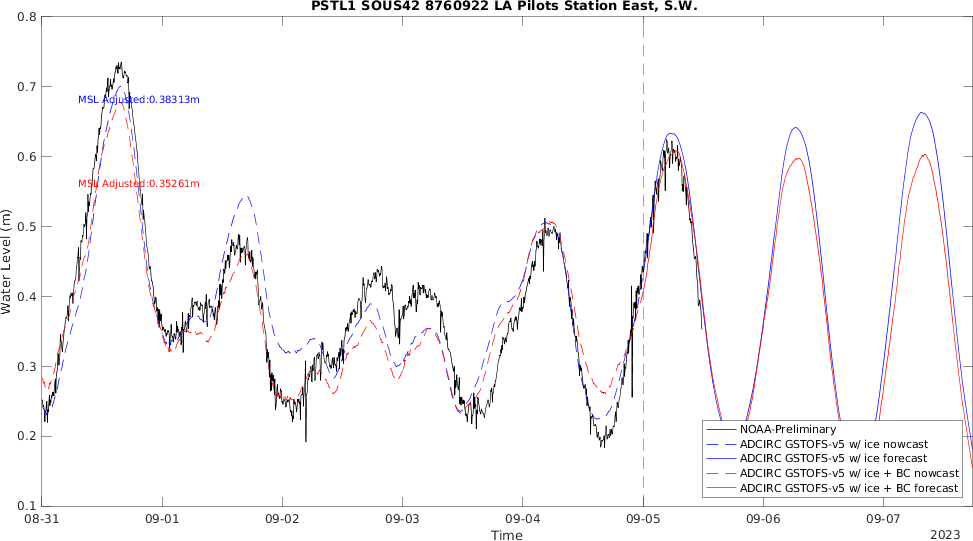 PSTL1 SOUS42 8760922 LA Pilots Station East, S.W.
0.8
0.7
0.6
0.5
0.4
0.3
0.2
0.1
Water Level (m)
MSL Adjusted:0.38313m
MSL Adjusted:0.35261m
NOAA-Preliminary
ADCIRC GSTOFS-v5 w/ ice nowcast
ADCIRC GSTOFS-v5 w/ ice forecast
ADCIRC GSTOFS-v5 w/ ice + BC nowcast
ADCIRC GSTOFS-v5 w/ ice + BC forecast
08-31 09-01 09-02 09-03 09-04 09-05 09-06 09-07
Time
2023